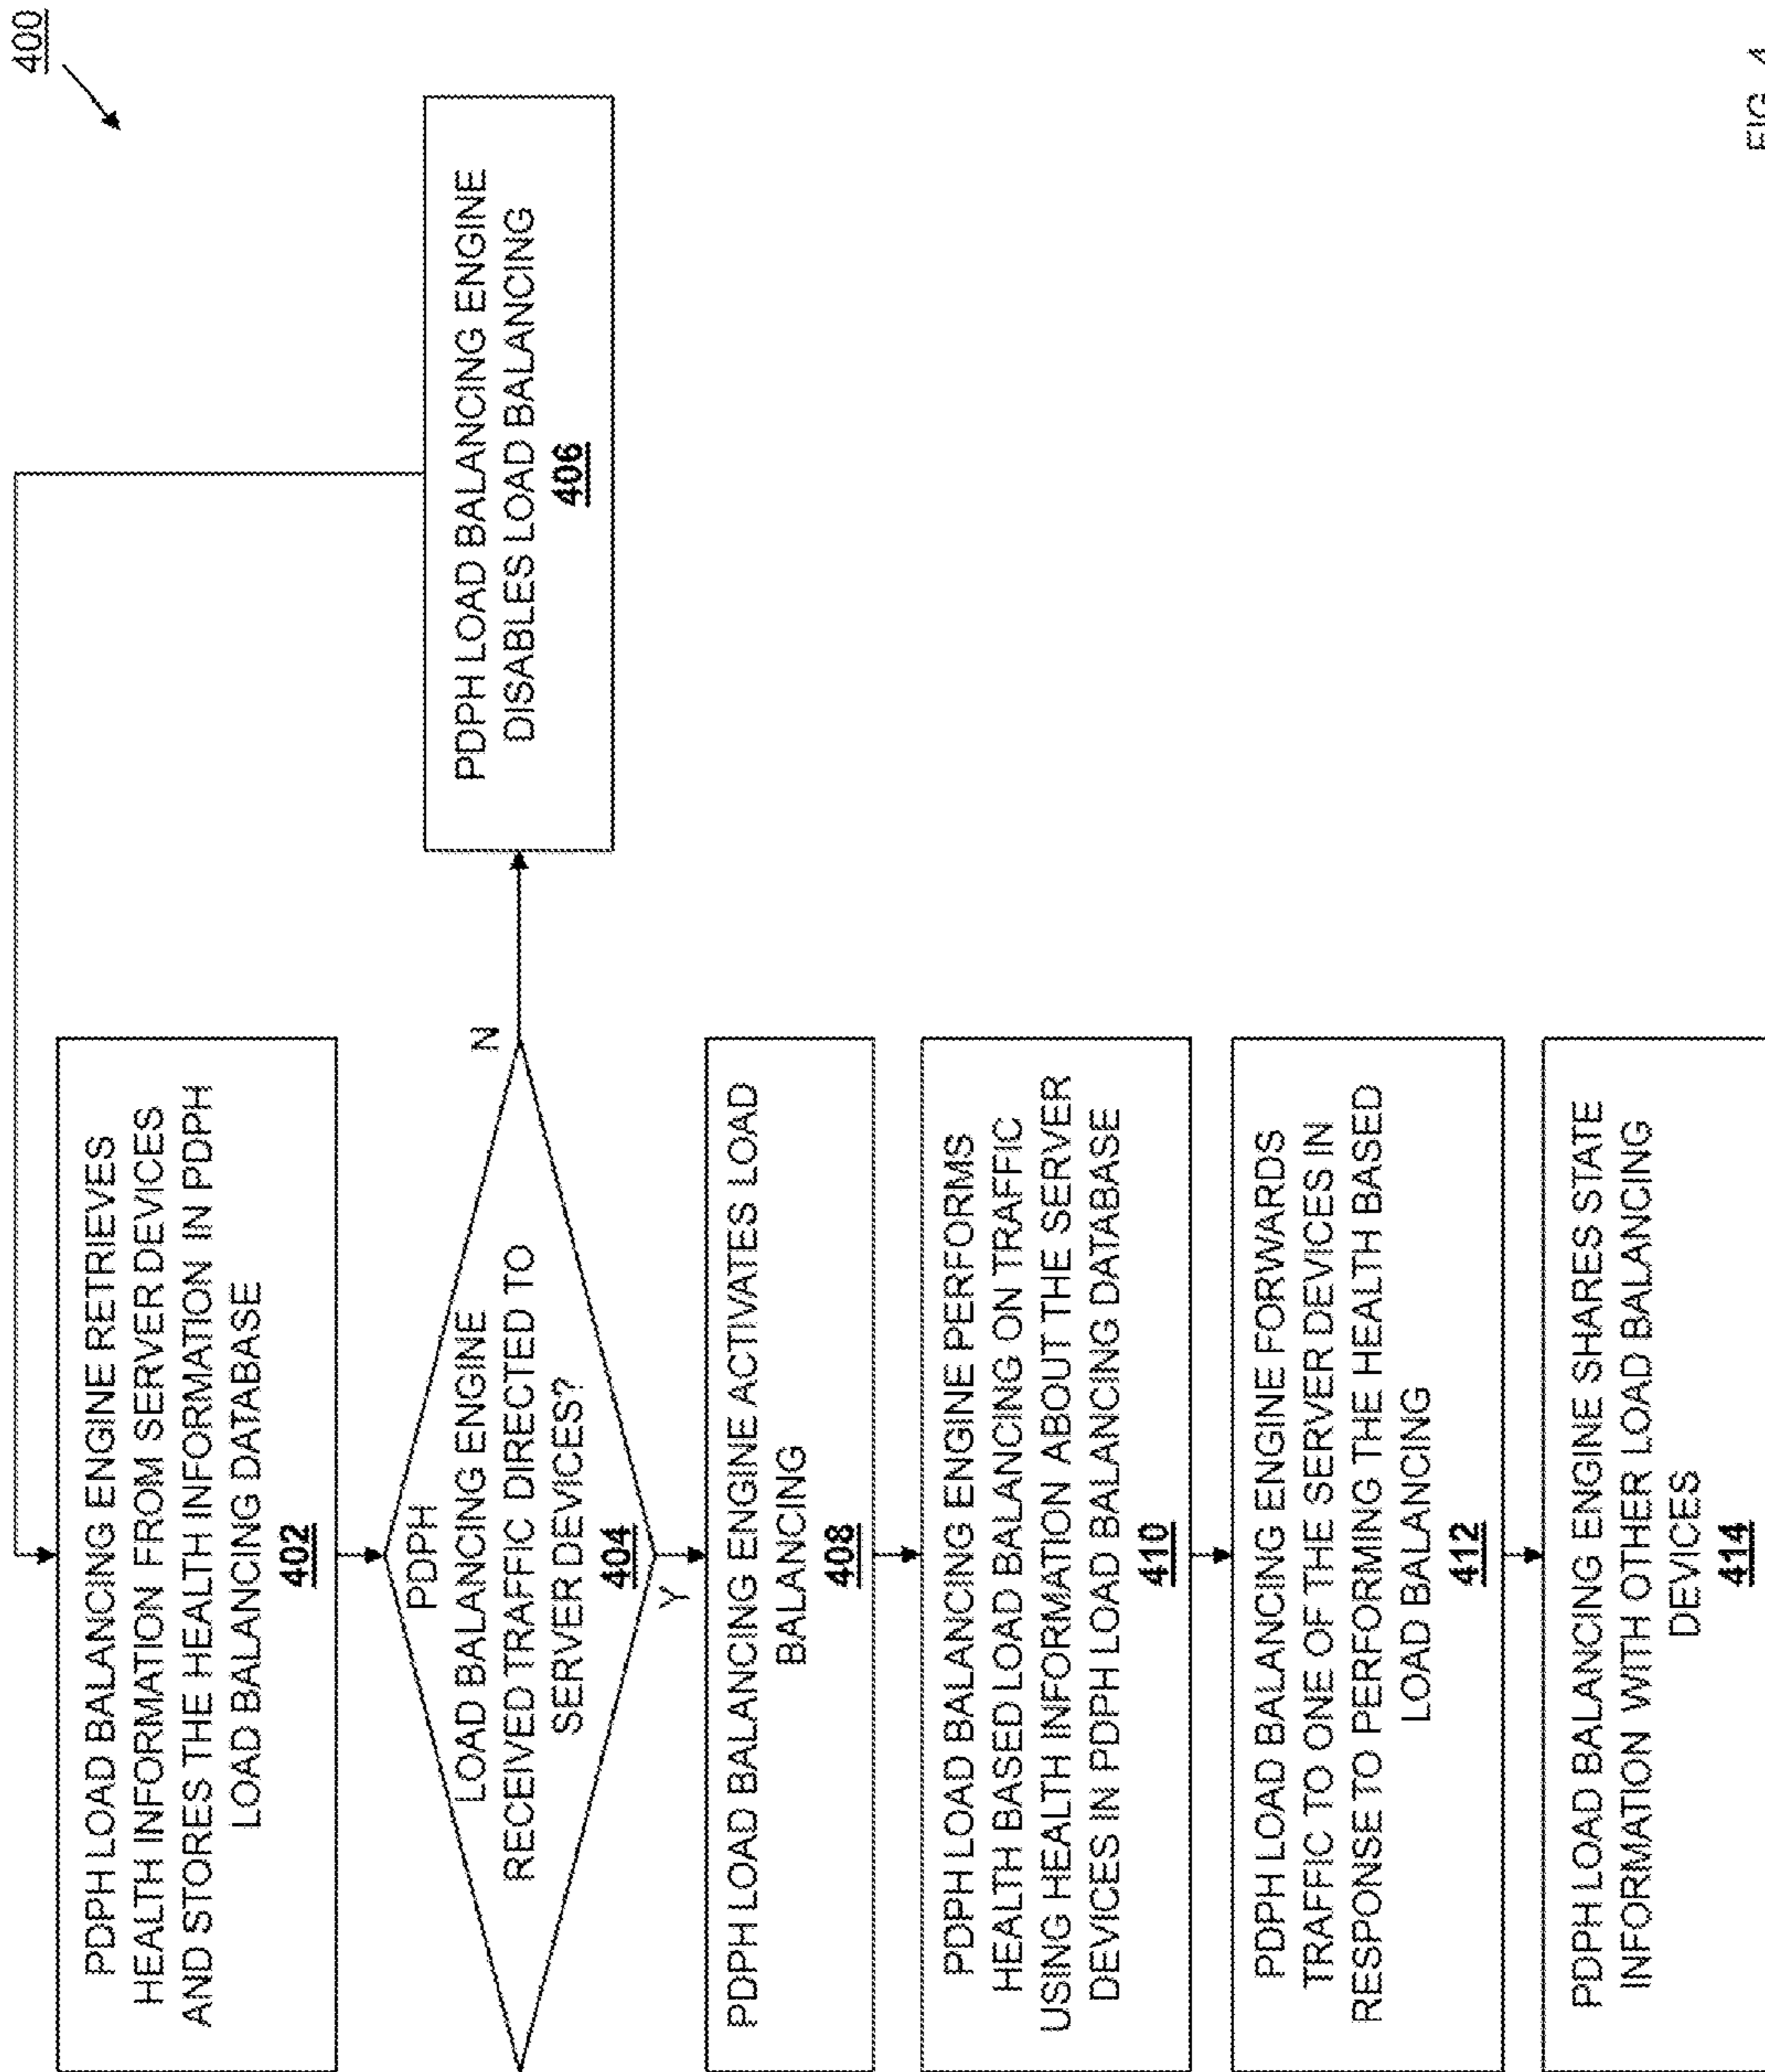 400
PDPH LOAD BALANCING ENGINE RETRIEVES
HEALTH INFORMATION FROM SERVER DEVICES
AND STORES THE HEALTH INFORMATION IN PDPH
LOAD BALANCING DATABASE
402
PDPH
LOAD BALANCING ENGINE
RECEIVED TRAFFIC DIRECTED TO
SERVER DEVICES?
404
N
Y
PDPH LOAD BALANCING ENGINE
DISABLES LOAD BALANCING
406
PDPH LOAD BALANCING ENGINE ACTIVATES LOAD
BALANCING
408
PDPH LOAD BALANCING ENGINE PERFORMS
HEALTH BASED LOAD BALANCING ON TRAFFIC
USING HEALTH INFORMATION ABOUT THE SERVER
DEVICES IN PDPH LOAD BALANCING DATABASE
410
PDPH LOAD BALANCING ENGINE FORWARDS
TRAFFIC TO ONE OF THE SERVER DEVICES IN
RESPONSE TO PERFORMING THE HEALTH BASED
LOAD BALANCING
412
PDPH LOAD BALANCING ENGINE SHARES STATE
INFORMATION WITH OTHER LOAD BALANCING
DEVICES
414
FIG. 4